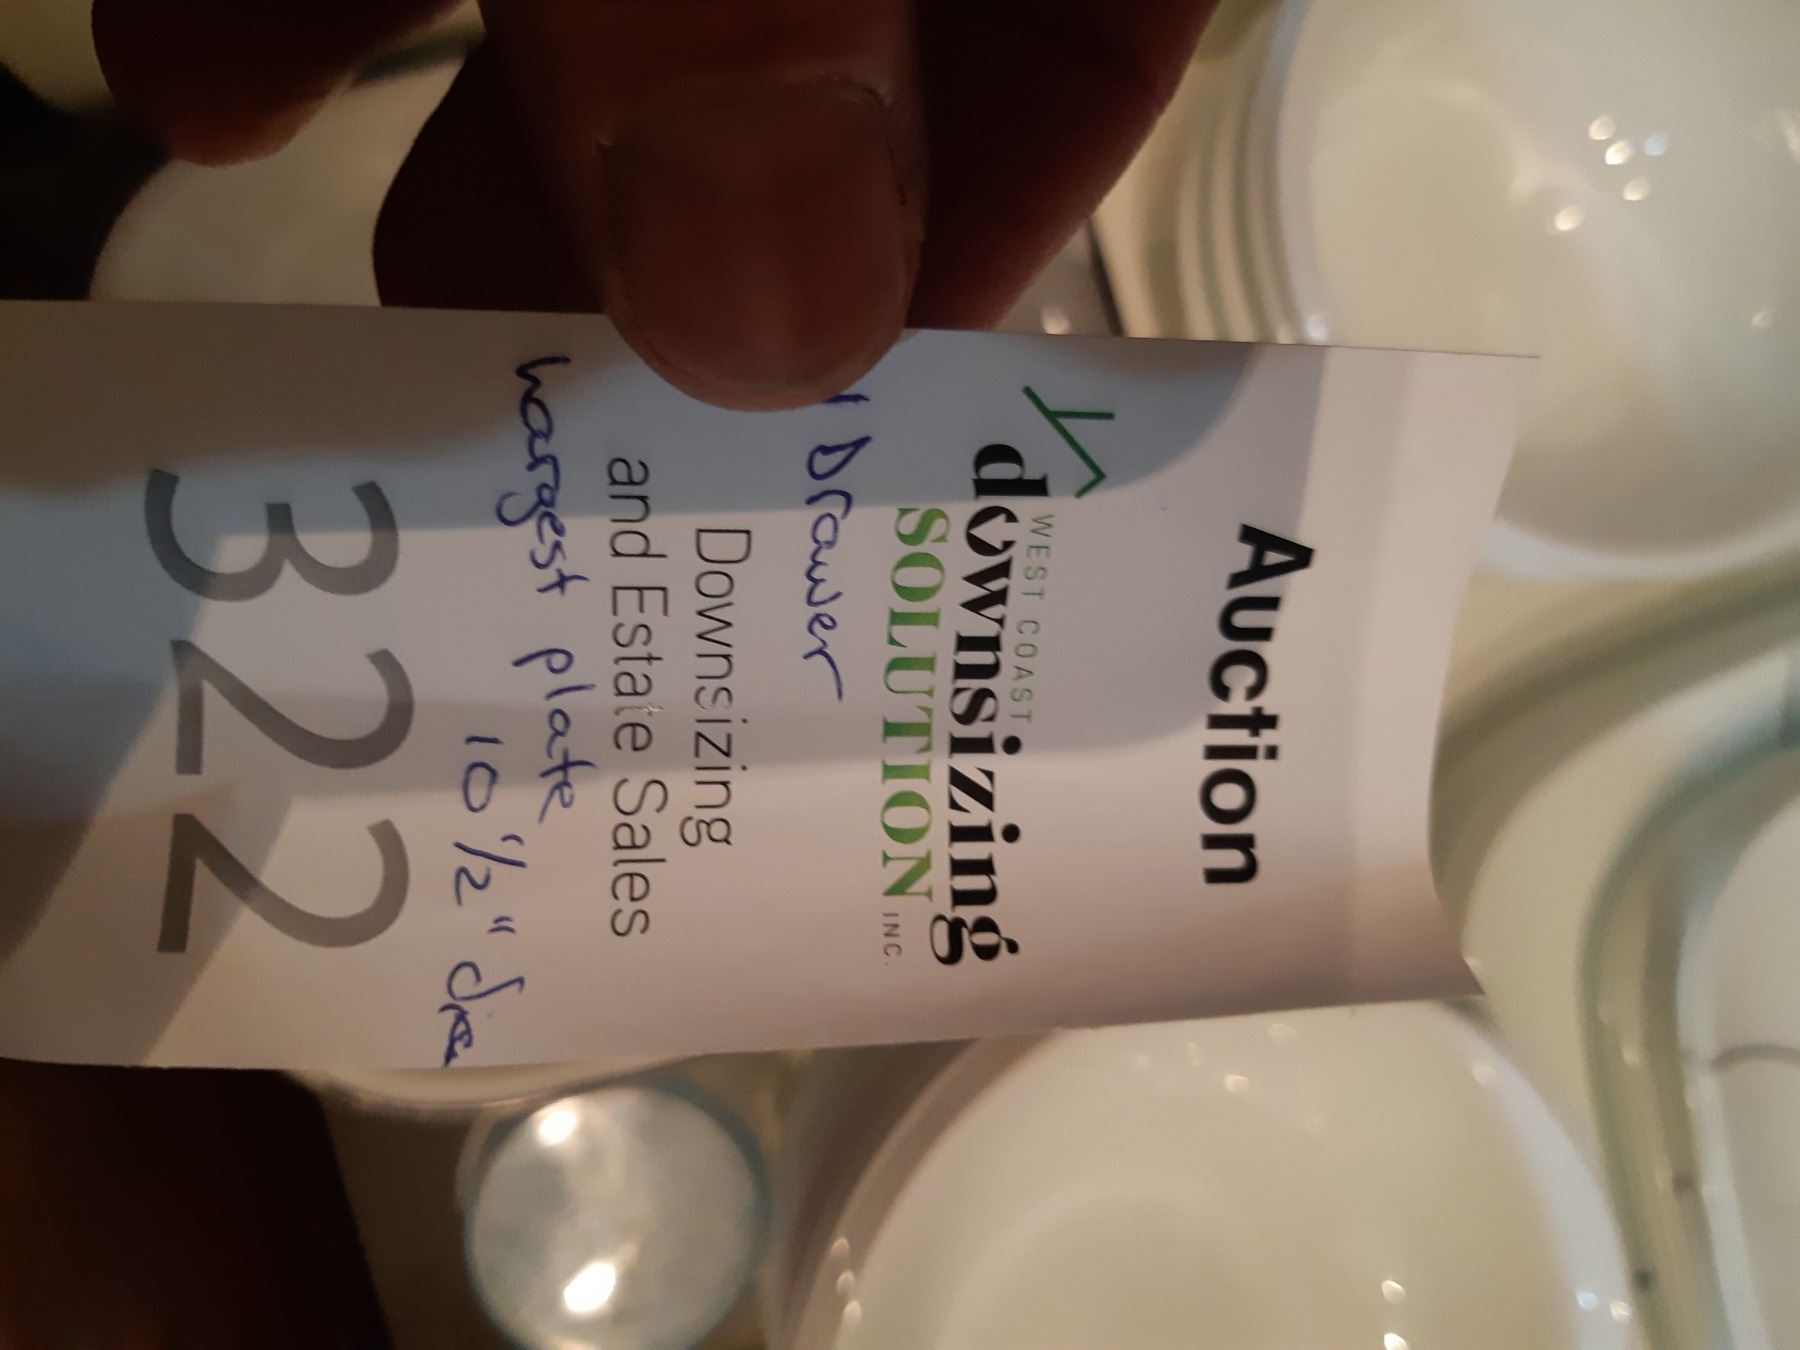 Auction
WEST COAST
downsizing
SOLUTION INC.
1 Drawer
Downsizing
and Estate Sales
Largest plate
10 1/2" dia
322